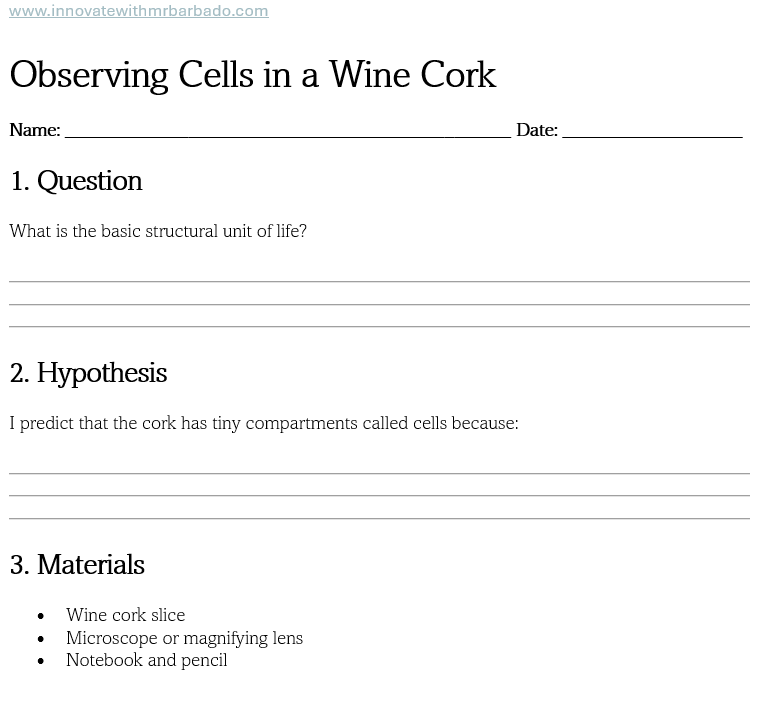 www.innovatewithmrbarbado.com
Observing Cells in a Wine Cork
Name: ______________________________________________ Date: ___________________
1. Question
What is the basic structural unit of life?
2. Hypothesis
I predict that the cork has tiny compartments called cells because:
3. Materials
• Wine cork slice
• Microscope or magnifying lens
• Notebook and pencil